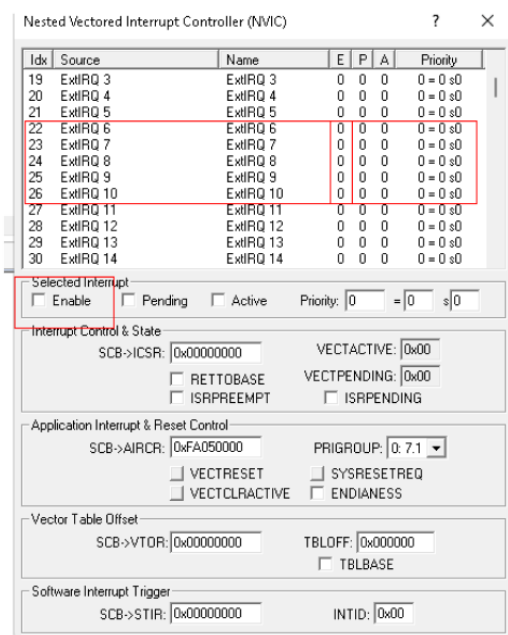 Nested Vectored Interrupt Controller (NVIC) ? ×
Idx Source Name E P A Priority
19 ExtIRQ 3 ExtIRQ 3 0 0 0 0 = 0 s0
20 ExtIRQ 4 ExtIRQ 4 0 0 0 0 = 0 s0
21 ExtIRQ 5 ExtIRQ 5 0 0 0 0 = 0 s0
22 ExtIRQ 6 ExtIRQ 6 0 0 0 0 = 0 s0
23 ExtIRQ 7 ExtIRQ 7 0 0 0 0 = 0 s0
24 ExtIRQ 8 ExtIRQ 8 0 0 0 0 = 0 s0
25 ExtIRQ 9 ExtIRQ 9 0 0 0 0 = 0 s0
26 ExtIRQ 10 ExtIRQ 10 0 0 0 0 = 0 s0
27 ExtIRQ 11 ExtIRQ 11 0 0 0 0 = 0 s0
28 ExtIRQ 12 ExtIRQ 12 0 0 0 0 = 0 s0
29 ExtIRQ 13 ExtIRQ 13 0 0 0 0 = 0 s0
30 ExtIRQ 14 ExtIRQ 14 0 0 0 0 = 0 s0
Selected Interrupt
Enable Pending Active Priority: 0 = 0 s 0
Interrupt Control & State
SCB->ICSR: 0x00000000 VECTACTIVE: 0x00
RETTOBASE VECTPENDING: 0x00
ISRPREEMPT ISRPENDING
Application Interrupt & Reset Control
SCB->AIRCR: 0xFA050000 PRIGROUP: 0: 7.1
VECTRESET SYSRESETREQ
VECTCLRACTIVE ENDIANESS
Vector Table Offset
SCB->VTOR: 0x00000000 TBLOFF: 0x000000
TBLBASE
Software Interrupt Trigger
SCB->STIR: 0x00000000 INTID: 0x00